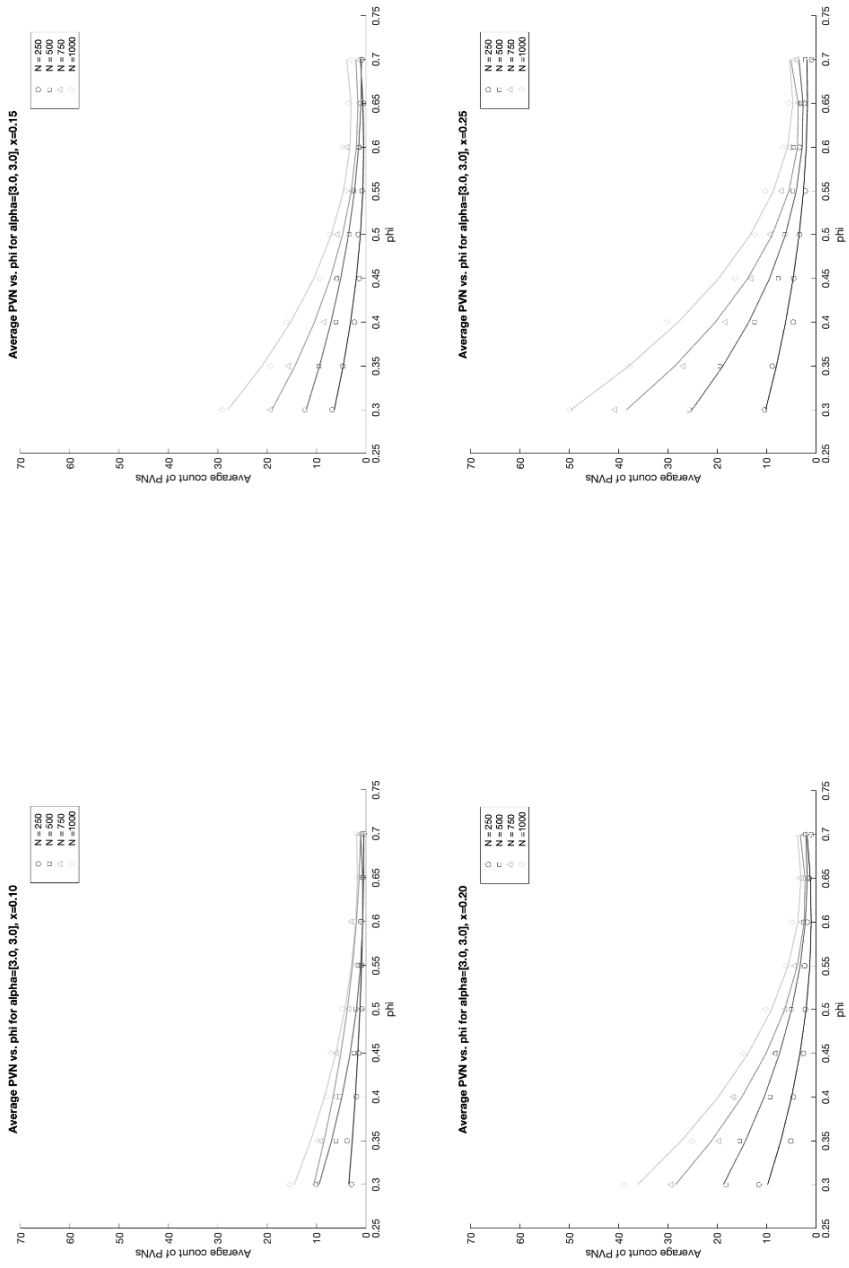 Average PVN vs. phi for alpha=[3.0, 3.0], x=0.10
70
60
50
40
30
20
10
0
Average count of PVNs
0.25 0.3 0.35 0.4 0.45 0.5 0.55 0.6 0.65 0.7 0.75
phi
N = 250
N = 500
N = 750
N =1000
Average PVN vs. phi for alpha=[3.0, 3.0], x=0.15
70
60
50
40
30
20
10
0
Average count of PVNs
0.25 0.3 0.35 0.4 0.45 0.5 0.55 0.6 0.65 0.7 0.75
phi
N = 250
N = 500
N = 750
N =1000
Average PVN vs. phi for alpha=[3.0, 3.0], x=0.20
70
60
50
40
30
20
10
0
Average count of PVNs
0.25 0.3 0.35 0.4 0.45 0.5 0.55 0.6 0.65 0.7 0.75
phi
N = 250
N = 500
N = 750
N =1000
Average PVN vs. phi for alpha=[3.0, 3.0], x=0.25
70
60
50
40
30
20
10
0
Average count of PVNs
0.25 0.3 0.35 0.4 0.45 0.5 0.55 0.6 0.65 0.7 0.75
phi
N = 250
N = 500
N = 750
N =1000